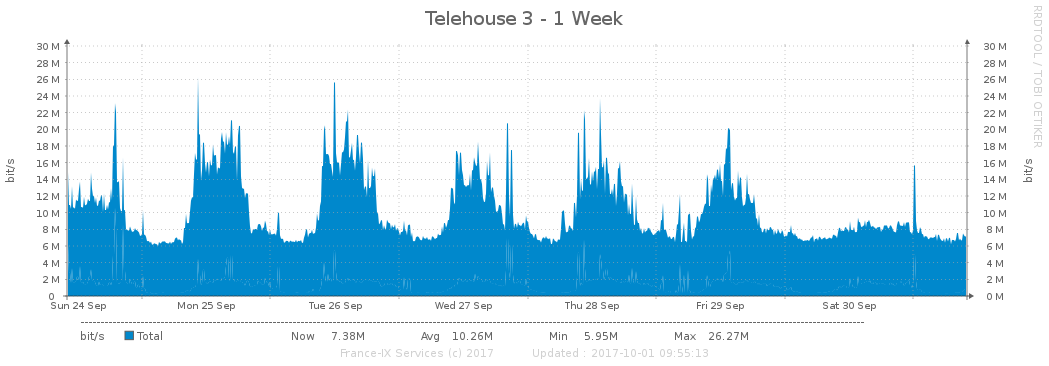 Telehouse 3 - 1 Week
RRDTOOL / TOBI OETIKER
bit/s
30 M
28 M
26 M
24 M
22 M
20 M
18 M
16 M
14 M
12 M
10 M
8 M
6 M
4 M
2 M
0
30 M
28 M
26 M
24 M
22 M
20 M
18 M
16 M
14 M
12 M
10 M
8 M
6 M
4 M
2 M
0 M
bit/s
Sun 24 Sep Mon 25 Sep Tue 26 Sep Wed 27 Sep Thu 28 Sep Fri 29 Sep Sat 30 Sep
bit/s Total Now 7.38M Avg 10.26M Min 5.95M Max 26.27M
France-IX Services (c) 2017 Updated : 2017-10-01 09:55:13